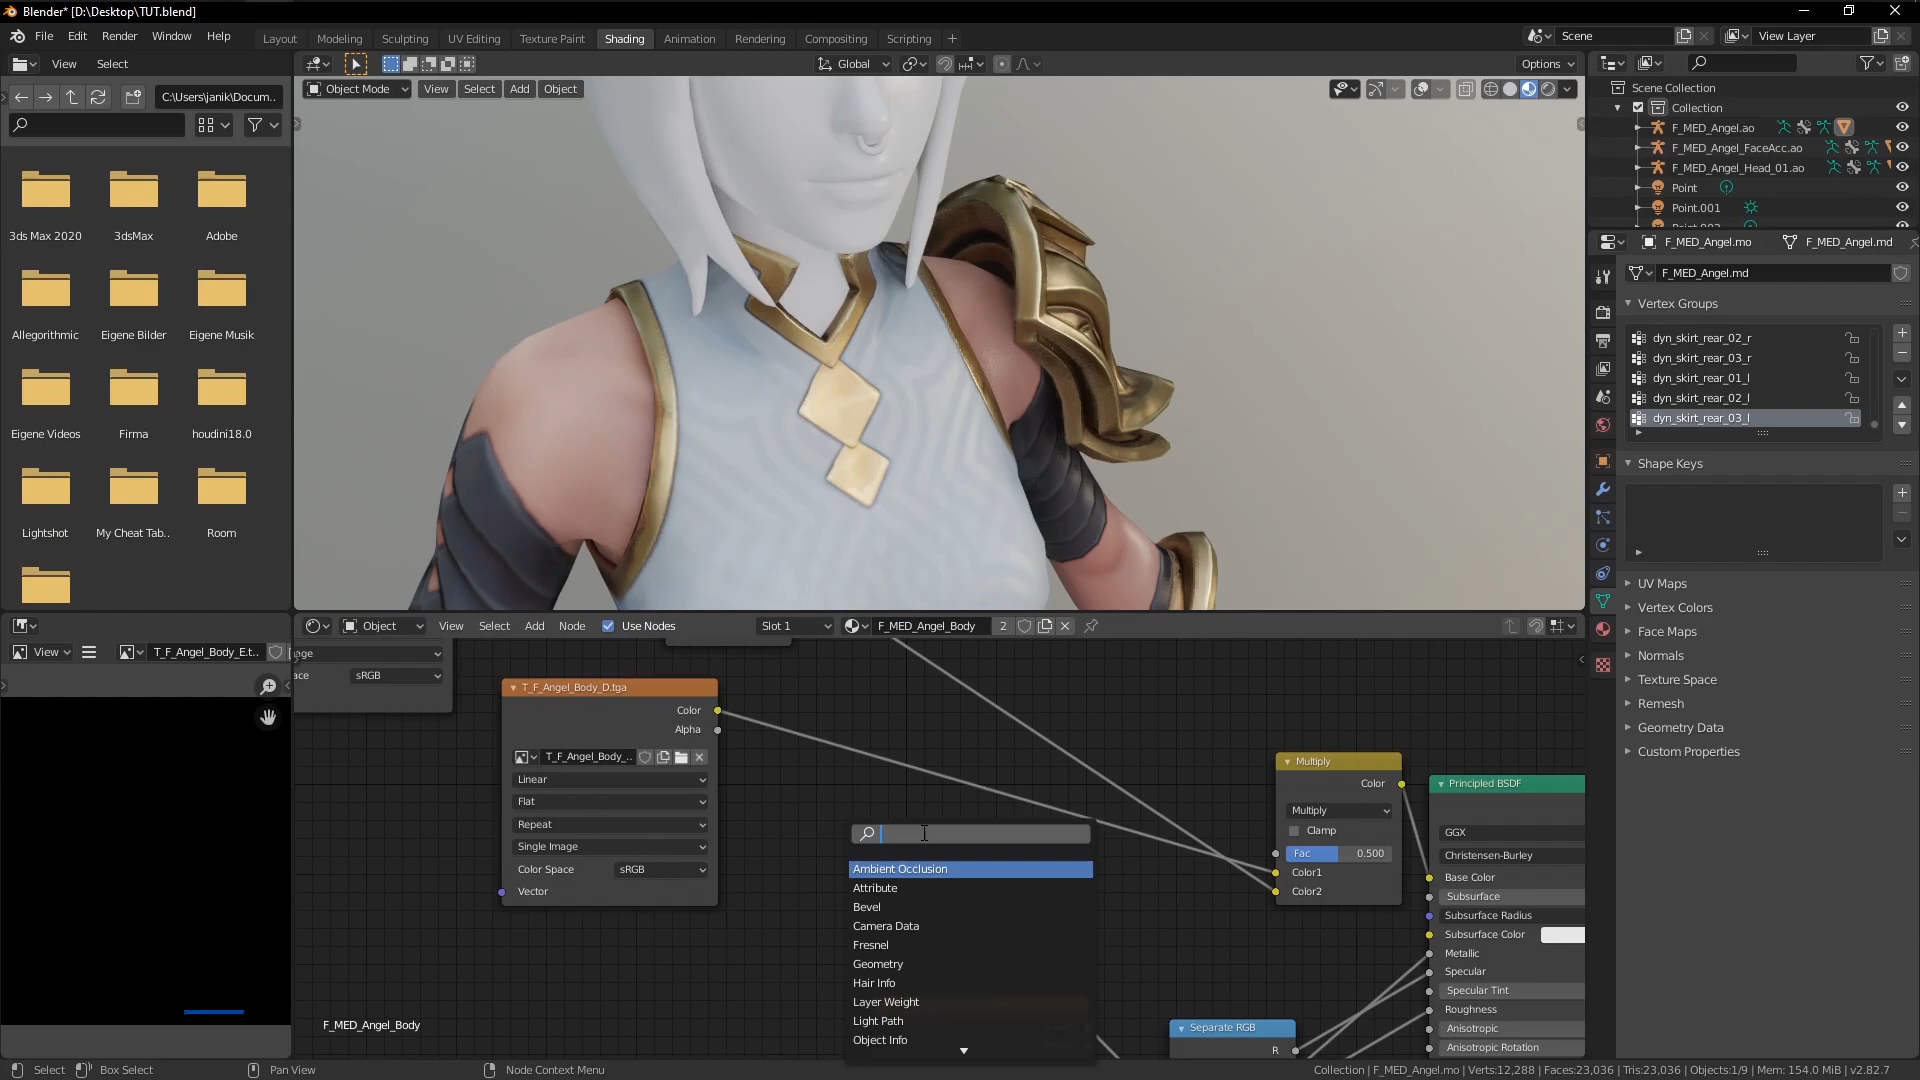 Blender* [D:\Desktop\TUT.blend]
File Edit Render Window Help
Layout Modeling Sculpting UV Editing Texture Paint Shading Animation Rendering Compositing Scripting
Scene View Layer
View Select
Global Options
C:\Users\janik\Docum..
Object Mode View Select Add Object
3ds Max 2020 3dsMax Adobe
Allegorithmic Eigene Bilder Eigene Musik
Eigene Videos Firma houdini18.0
Lightshot My Cheat Tab.. Room
Scene Collection
Collection
F_MED_Angel.ao
F_MED_Angel_FaceAcc.ao
F_MED_Angel_Head_01.ao
Point
Point.001
F_MED_Angel.mo F_MED_Angel.md
F_MED_Angel.md
Vertex Groups
dyn_skirt_rear_02_r
dyn_skirt_rear_03_r
dyn_skirt_rear_01_l
dyn_skirt_rear_02_l
dyn_skirt_rear_03_l
Shape Keys
UV Maps
Vertex Colors
Face Maps
Normals
Texture Space
Remesh
Geometry Data
Custom Properties
Object View Select Add Node Use Nodes Slot 1 F_MED_Angel_Body 2
View T_F_Angel_Body_E.t..
sRGB
T_F_Angel_Body_D.tga
Color
Alpha
T_F_Angel_Body_..
Linear
Flat
Repeat
Single Image
Color Space sRGB
Vector
Ambient Occlusion
Attribute
Bevel
Camera Data
Fresnel
Geometry
Hair Info
Layer Weight
Light Path
Object Info
Multiply
Color
Multiply
Clamp
Fac 0.500
Color1
Color2
Separate RGB
R
Principled BSDF
GGX
Christensen-Burley
Base Color
Subsurface
Subsurface Radius
Subsurface Color
Metallic
Specular
Specular Tint
Roughness
Anisotropic
Anisotropic Rotation
F_MED_Angel_Body
Select Box Select Pan View Node Context Menu
Collection | F_MED_Angel.mo | Verts:12,288 | Faces:23,036 | Tris:23,036 | Objects:1/9 | Mem: 154.0 MiB | v2.82.7